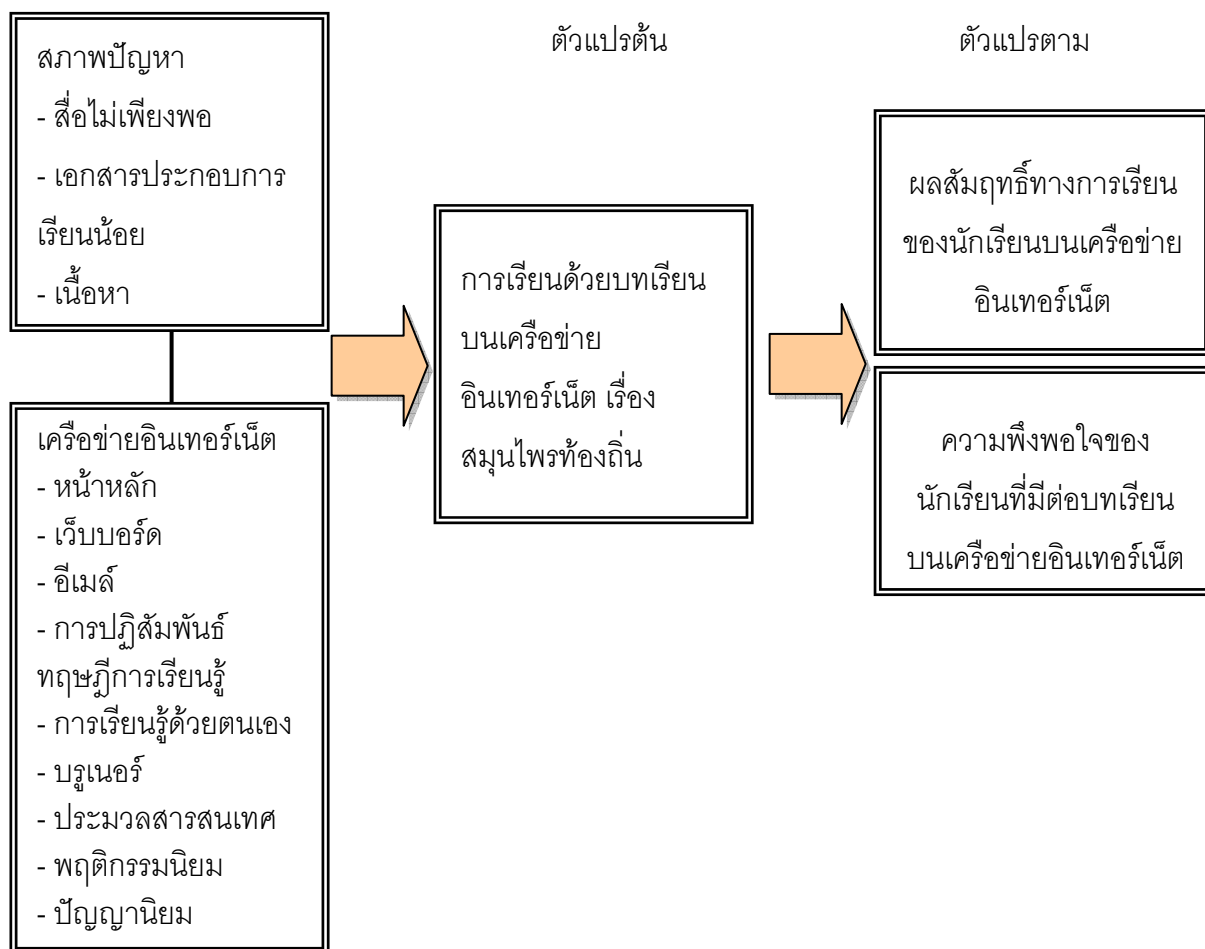 สภาพปัญหา
- สื่อไม่เพียงพอ
- เอกสารประกอบการ
เรียนน้อย
- เนื้อหา
เครือข่ายอินเทอร์เน็ต
- หน้าหลัก
- เว็บบอร์ด
- อีเมล์
- การปฏิสัมพันธ์
ทฤษฎีการเรียนรู้
- การเรียนรู้ด้วยตนเอง
- บรูเนอร์
- ประมวลสารสนเทศ
- พฤติกรรมนิยม
- ปัญญานิยม
ตัวแปรต้น
การเรียนด้วยบทเรียน
บนเครือข่าย
อินเทอร์เน็ต เรื่อง
สมุนไพรท้องถิ่น
ตัวแปรตาม
ผลสัมฤทธิ์ทางการเรียน
ของนักเรียนบนเครือข่าย
อินเทอร์เน็ต
ความพึงพอใจของ
นักเรียนที่มีต่อบทเรียน
บนเครือข่ายอินเทอร์เน็ต